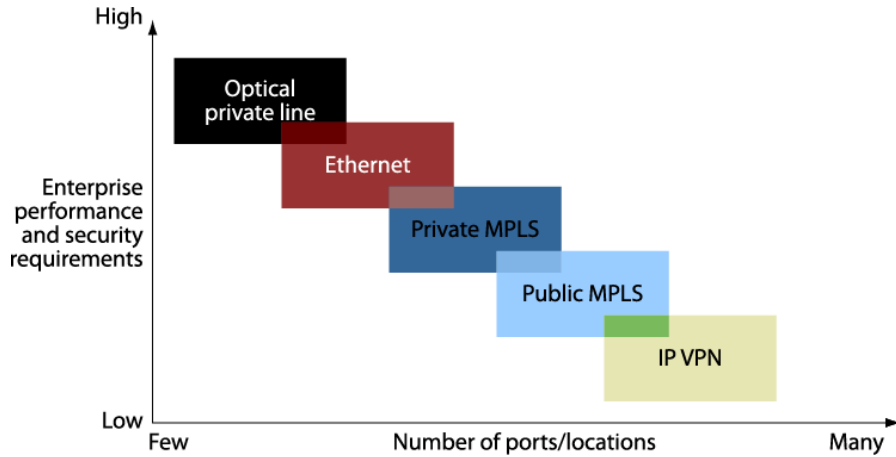 High
Optical
private line
Ethernet
Enterprise
performance
and security
requirements
Private MPLS
Public MPLS
IP VPN
Low
Few
Number of ports/locations
Many